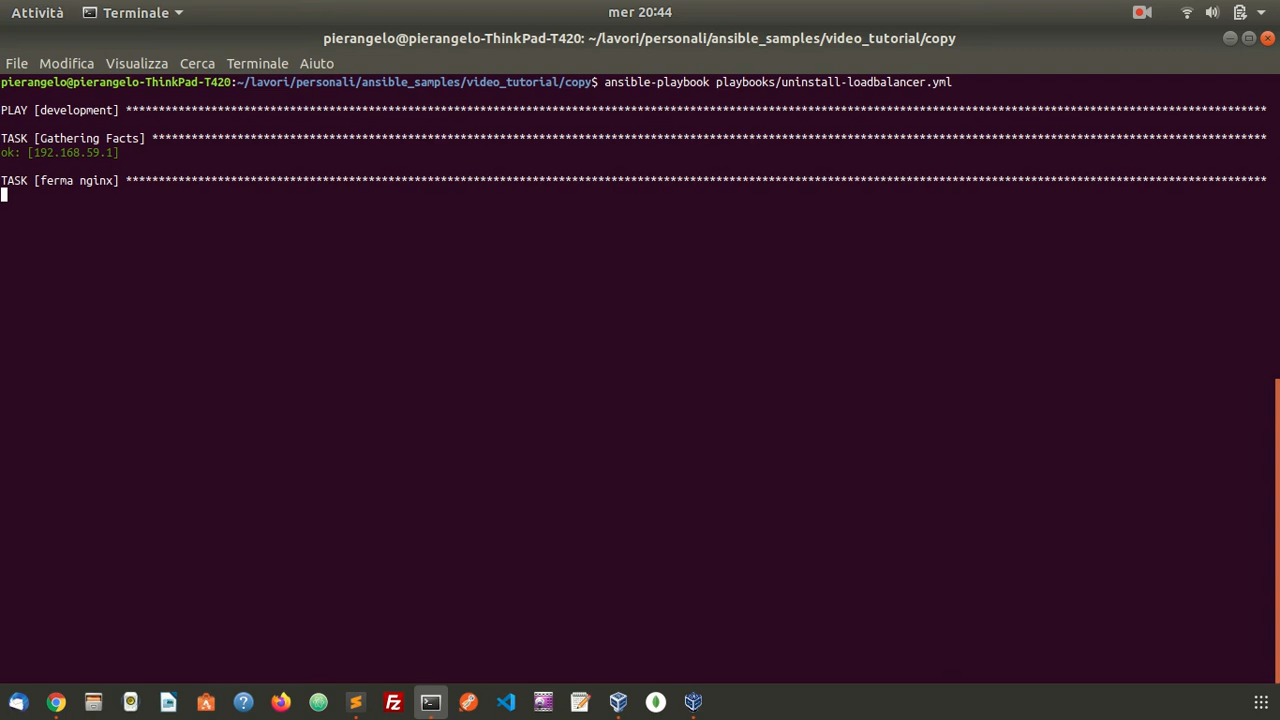 Attività Terminale mer 20:44
pierangelo@pierangelo-ThinkPad-T420: ~/lavori/personali/ansible_samples/video_tutorial/copy
File Modifica Visualizza Cerca Terminale Aiuto
pierangelo@pierangelo-ThinkPad-T420:~/lavori/personali/ansible_samples/video_tutorial/copy$ ansible-playbook playbooks/uninstall-loadbalancer.yml
PLAY [development] ******************************************************************************************************************************************************************************
TASK [Gathering Facts] **************************************************************************************************************************************************************************
ok: [192.168.59.1]
TASK [ferma nginx] ******************************************************************************************************************************************************************************
Fz